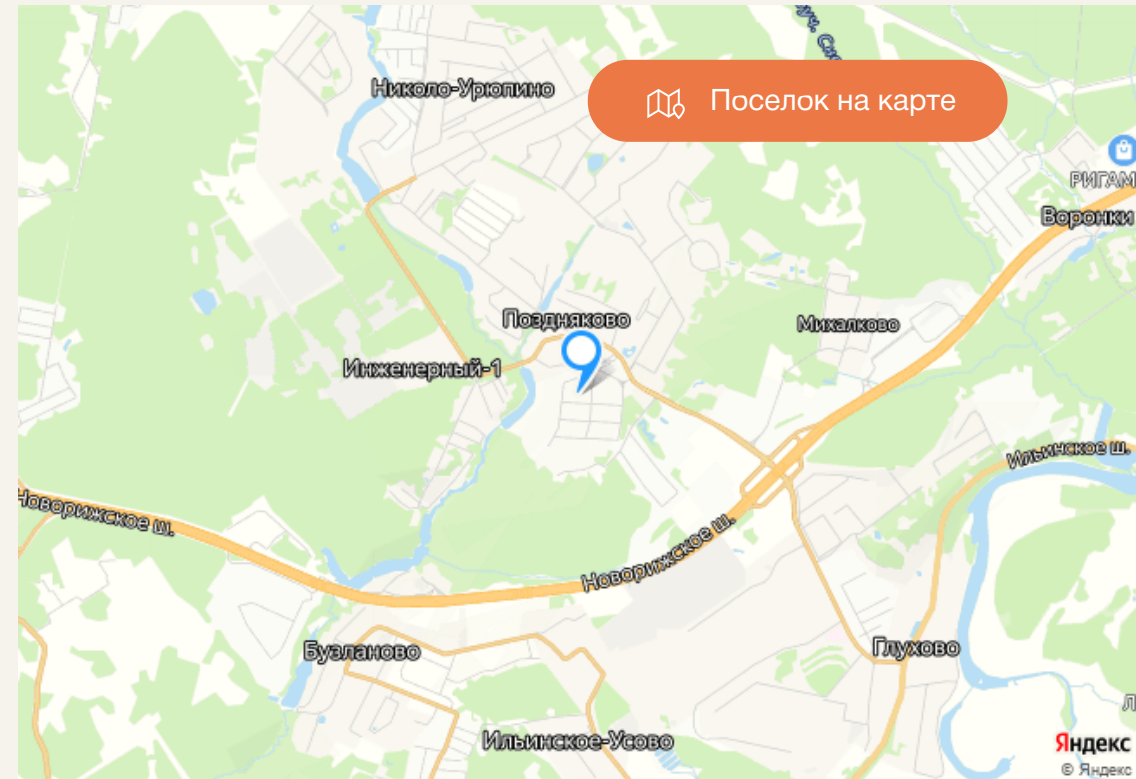 Николо-Урюпино
Поселок на карте
РИГАМ
Воронки
Поздняково
Михалково
Инженерный-1
Ильинское ш.
Новорижское ш.
Новорижское ш.
Бузланово
Глухово
Ильинское-Усово
Яндекс
© Яндекс